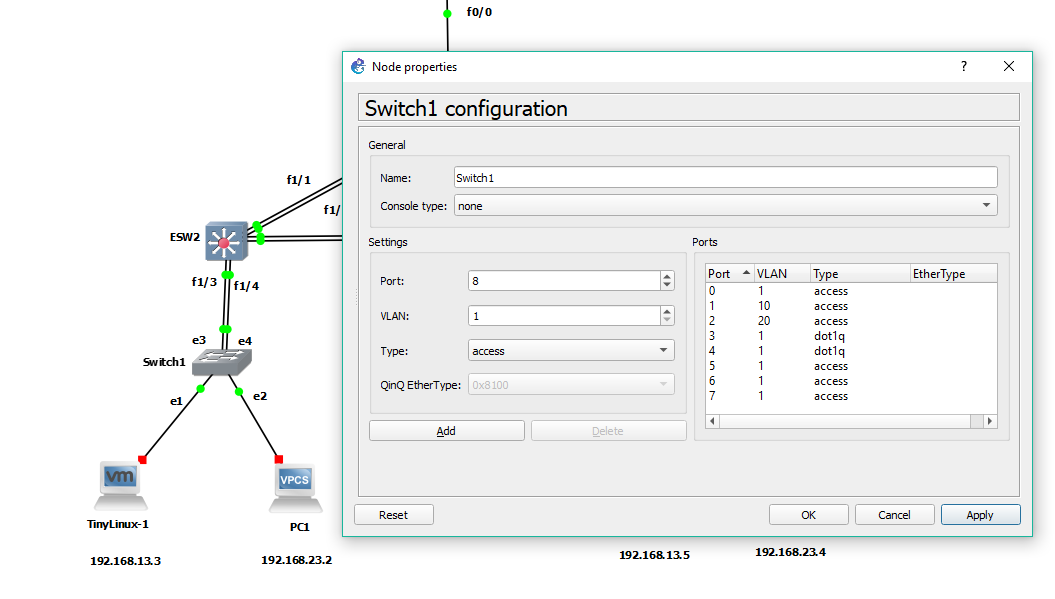 f0/0
Node properties
?
Switch1 configuration
General
Name: Switch1
Console type: none
Settings
Port: 8
VLAN: 1
Type: access
QinQ EtherType: 0x8100
Add Delete
Ports
Port VLAN Type EtherType
0 1 access
1 10 access
2 20 access
3 1 dot1q
4 1 dot1q
5 1 access
6 1 access
7 1 access
Reset OK Cancel Apply
f1/1
f1/
ESW2
f1/3 f1/4
e3 e4
Switch1
e1 e2
vm
VPCS
TinyLinux-1 PC1
192.168.13.3 192.168.23.2
192.168.13.5 192.168.23.4